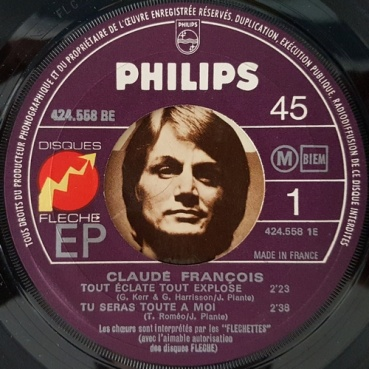 TOUS DROITS DU PRODUCTEUR PHONOGRAPHIQUE ET DU PROPRIÉTAIRE DE L'ŒUVRE ENREGISTRÉE RÉSERVÉS. DUPLICATION, EXÉCUTION PUBLIQUE, RADIODIFFUSION DE CE DISQUE INTERDITES
PHILIPS
PHILIPS
424.558 BE
45
DISQUES
FLECHE
EP
M BIEM
1
424.558 1E
MADE IN FRANCE
CLAUDE FRANÇOIS
TOUT ÉCLATE TOUT EXPLOSE 2'23
(G. Kerr & G. Harrisson/J. Plante)
TU SERAS TOUTE A MOI 2'38
(T. Roméo/J. Plante)
Les chœurs sont interprétés par les "FLECHETTES"
(avec l'aimable autorisation
des disques FLECHE)